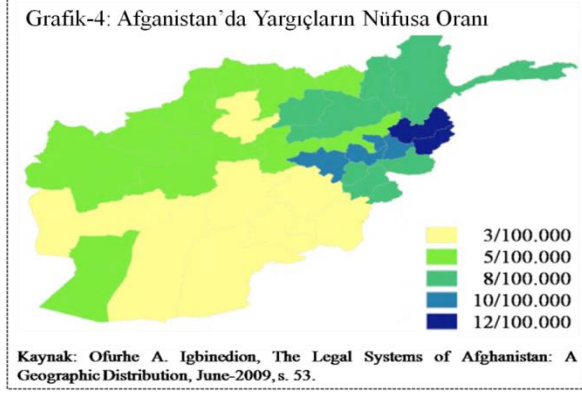 Grafik-4: Afganistan’da Yargıçların Nüfusa Oranı
3/100.000
5/100.000
8/100.000
10/100.000
12/100.000
Kaynak: Ofurhe A. Igbinedion, The Legal Systems of Afghanistan: A
Geographic Distribution, June-2009, s. 53.